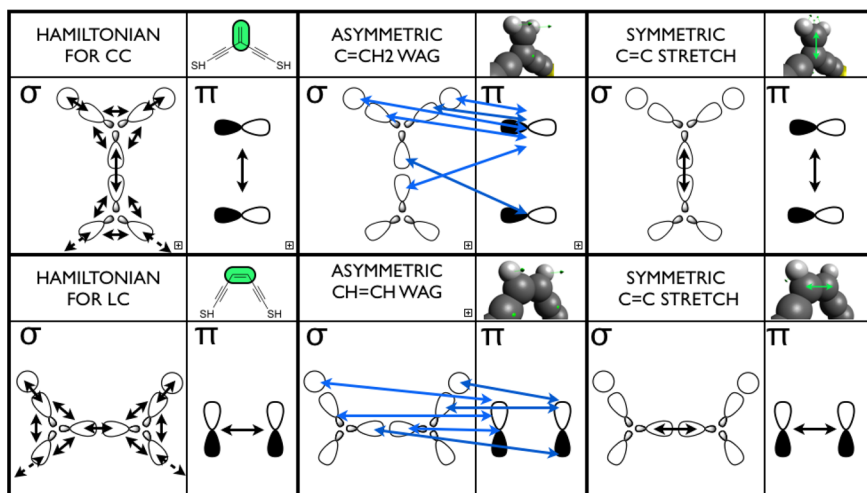 HAMILTONIAN
FOR CC
SH
SH
ASYMMETRIC
C=CH2 WAG
SYMMETRIC
C=C STRETCH
σ
π
σ
π
σ
π
HAMILTONIAN
FOR LC
SH
SH
ASYMMETRIC
CH=CH WAG
SYMMETRIC
C=C STRETCH
σ
π
σ
π
σ
π